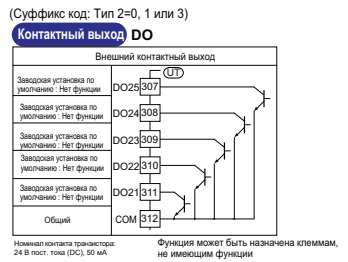 (Суффикс код: Тип 2=0, 1 или 3)
Контактный выход DO
Внешний контактный выход
UT
Заводская установка по
умолчанию : Нет функции
DO25 307
Заводская установка по
умолчанию : Нет функции
DO24 308
Заводская установка по
умолчанию : Нет функции
DO23 309
Заводская установка по
умолчанию : Нет функции
DO22 310
Заводская установка по
умолчанию : Нет функции
DO21 311
Общий
COM 312
Номинал контакта транзистора:
24 В пост. тока (DC), 50 мА
Функция может быть назначена клеммам,
не имеющим функции